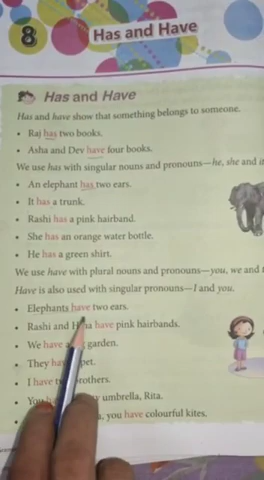 8
Has and Have
Has and Have
Has and have show that something belongs to someone.
• Raj has two books.
• Asha and Dev have four books.
We use has with singular nouns and pronouns—he, she and it
• An elephant has two ears.
• It has a trunk.
• Rashi has a pink hairband.
• She has an orange water bottle.
• He has a green shirt.
We use have with plural nouns and pronouns—you, we and
Have is also used with singular pronouns—I and you.
• Elephants have two ears.
• Rashi and have pink hairbands.
• We have garden.
• They pet.
• I have brothers.
• You umbrella, Rita.
• you have colourful kites.